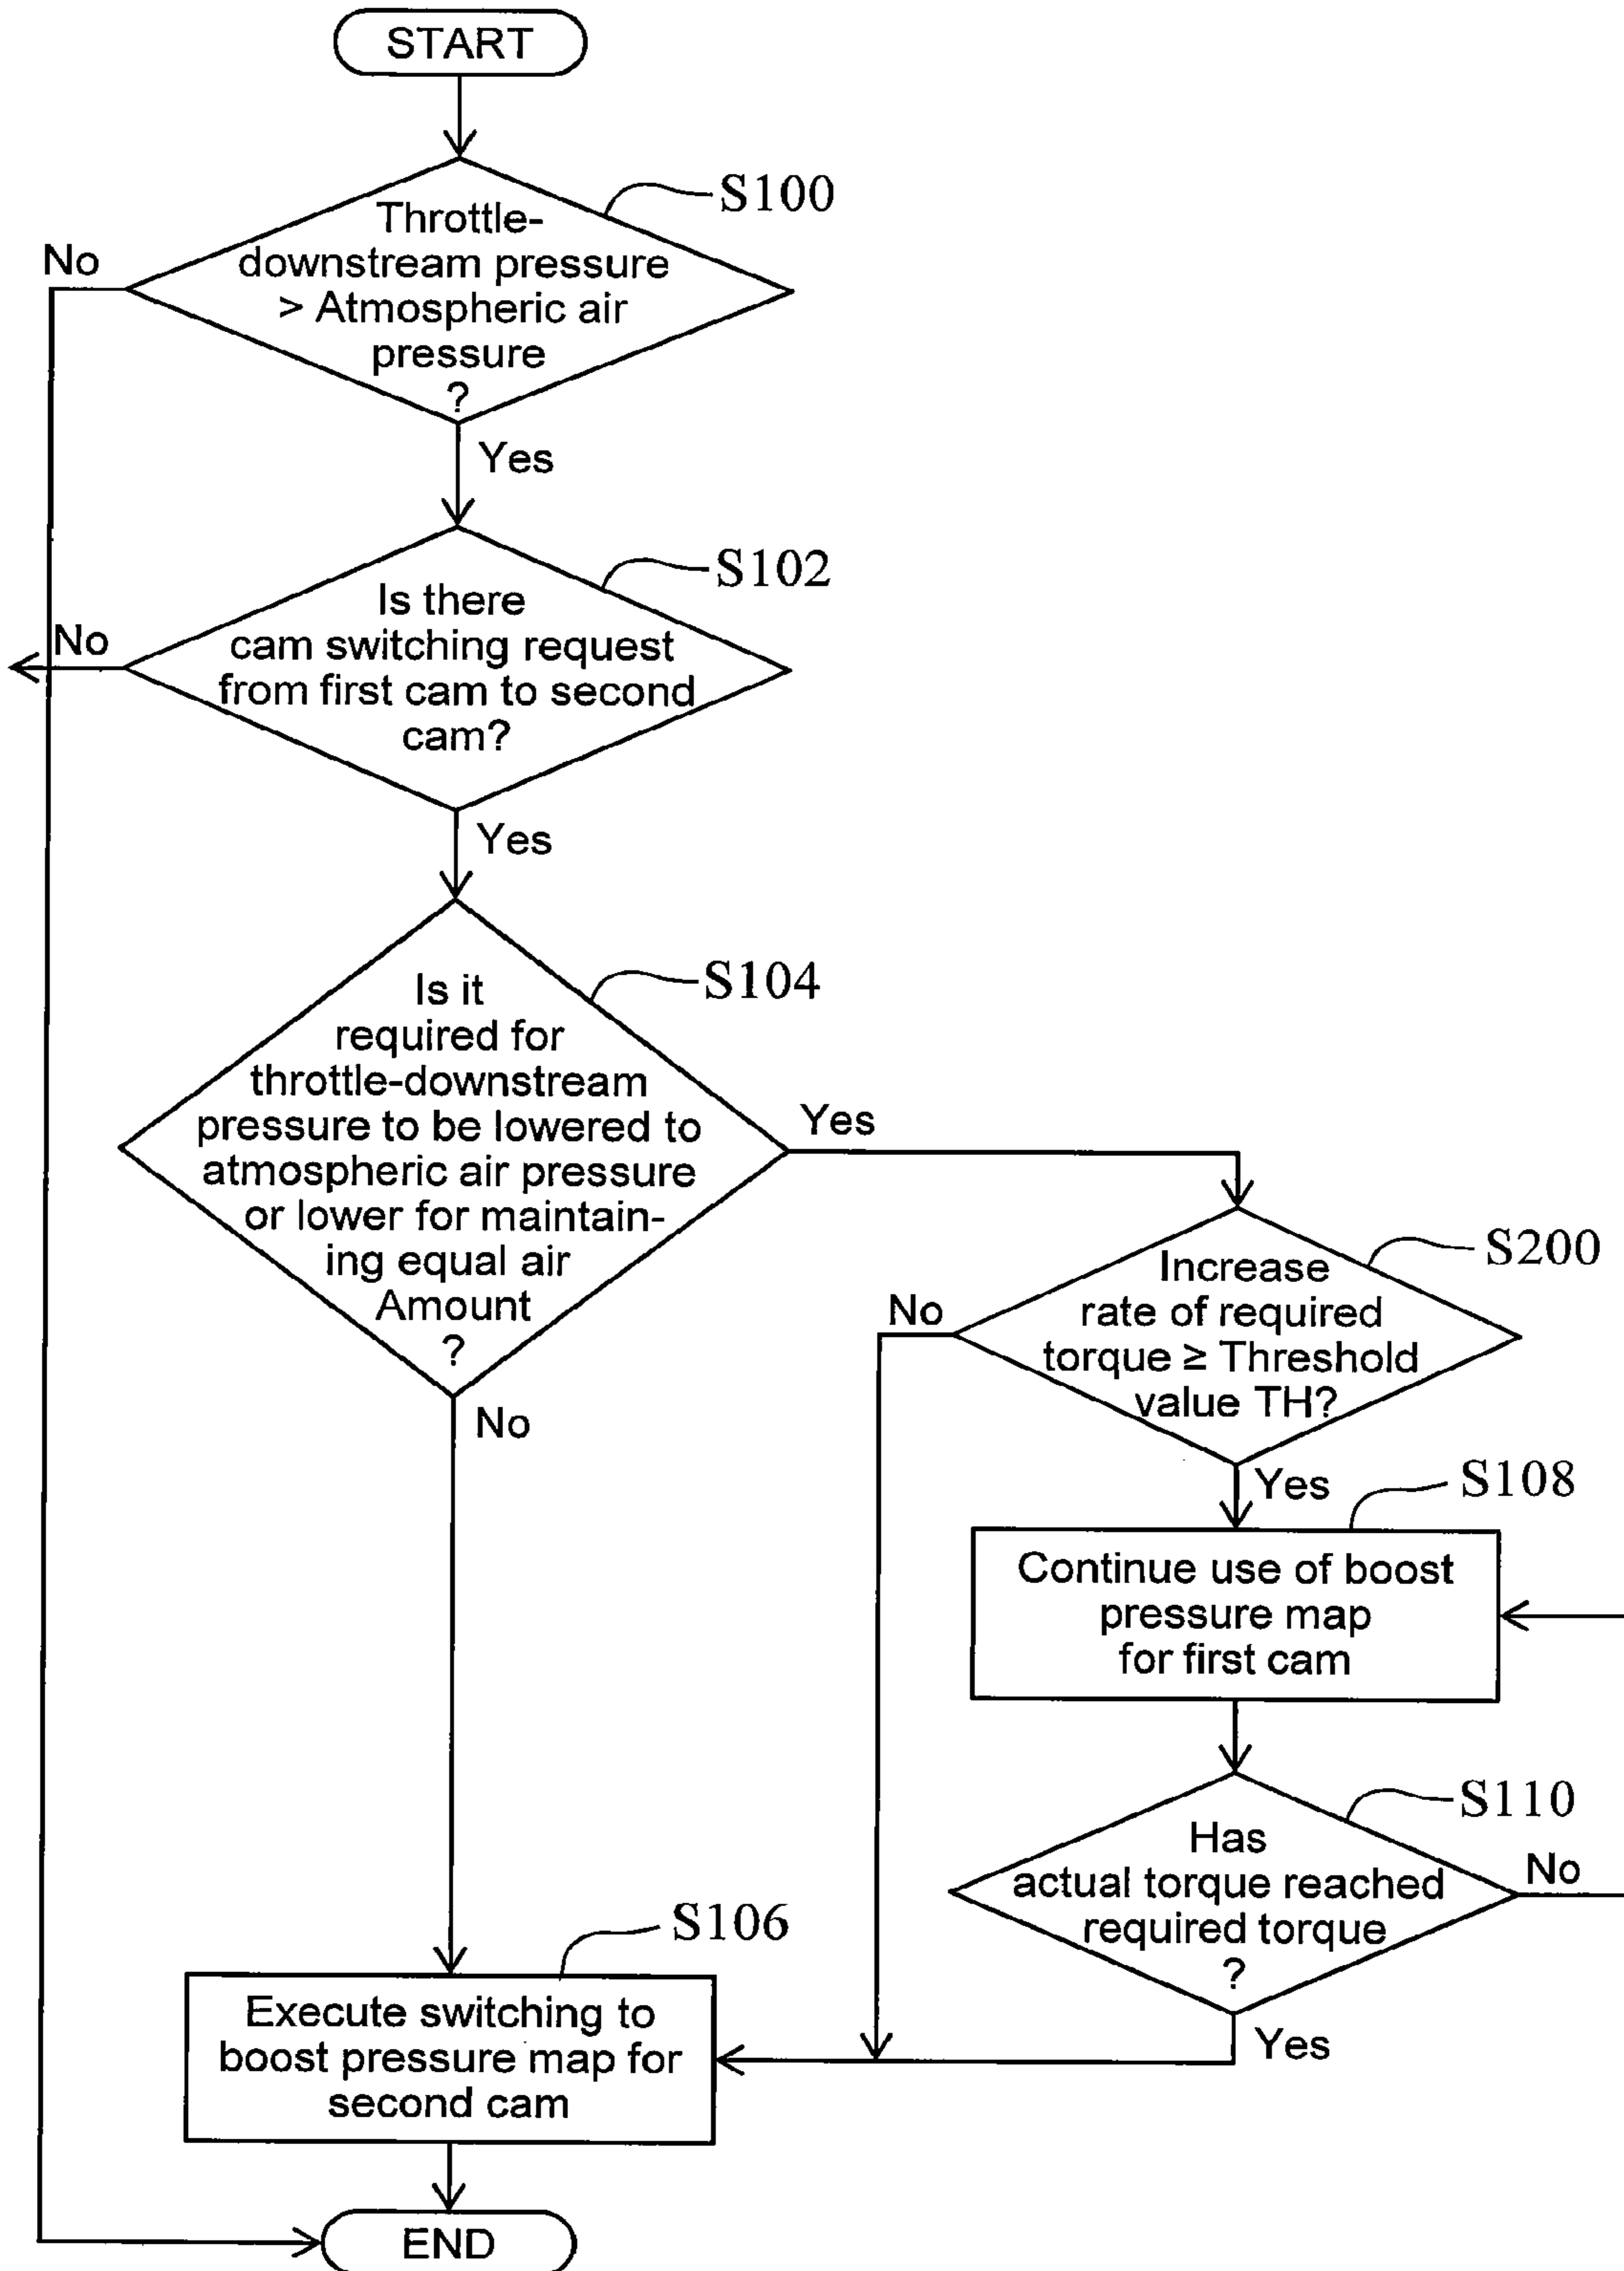 START
S100
Throttle-
downstream pressure
> Atmospheric air
pressure
?
No
Yes
S102
Is there
cam switching request
from first cam to second
cam?
No
Yes
S104
Is it
required for
throttle-downstream
pressure to be lowered to
atmospheric air pressure
or lower for maintain-
ing equal air
Amount
?
Yes
No
S200
Increase
rate of required
torque ≥ Threshold
value TH?
No
Yes
S108
Continue use of boost
pressure map
for first cam
S110
Has
actual torque reached
required torque
?
No
Yes
S106
Execute switching to
boost pressure map for
second cam
END